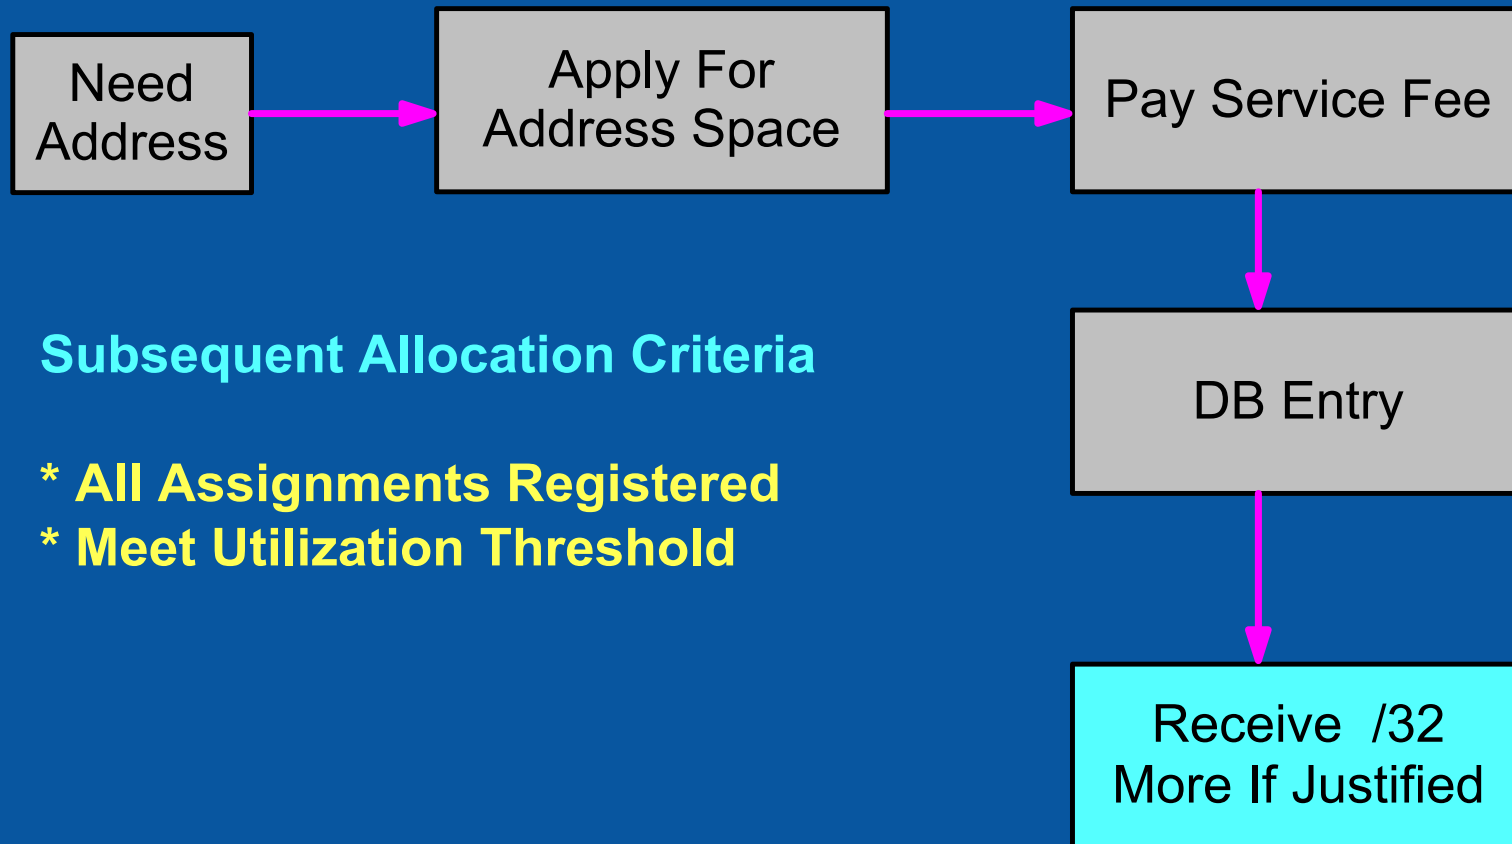 Need
Address
Apply For
Address Space
Pay Service Fee
Subsequent Allocation Criteria
* All Assignments Registered
* Meet Utilization Threshold
DB Entry
Receive /32
More If Justified